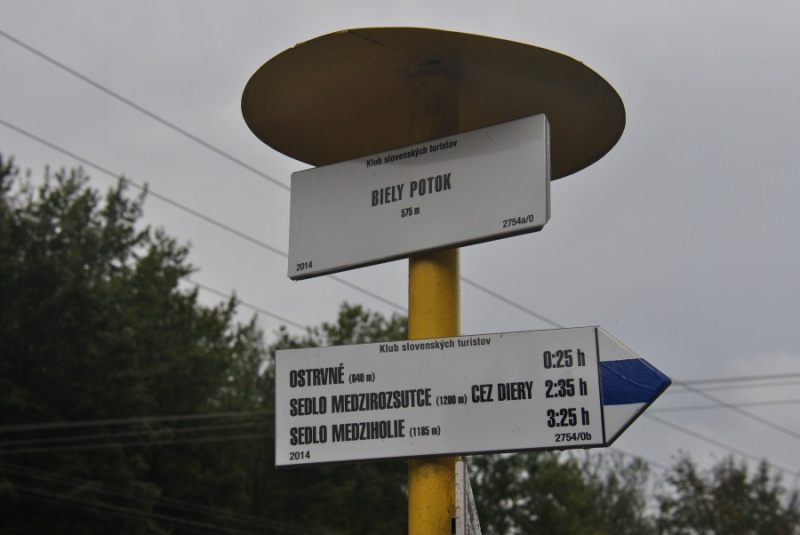 Klub slovenských turistov
BIELY POTOK
575 m
2014 2754a/0
Klub slovenských turistov
OSTRVNÉ (640 m) 0:25 h
SEDLO MEDZIROZSUTCE (1200 m) CEZ DIERY 2:35 h
SEDLO MEDZIHOLIE (1185 m) 3:25 h
2014 2754/0b